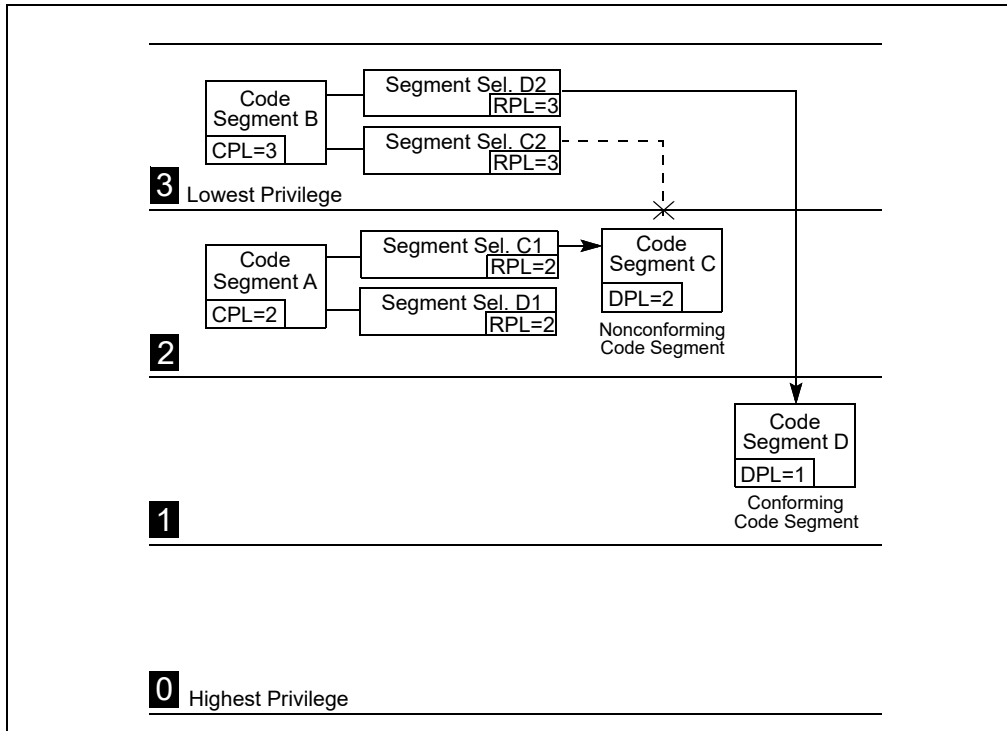 Code
Segment B
CPL=3
Segment Sel. D2
RPL=3
Segment Sel. C2
RPL=3
3 Lowest Privilege
Code
Segment A
CPL=2
Segment Sel. C1
RPL=2
Segment Sel. D1
RPL=2
Code
Segment C
DPL=2
Nonconforming
Code Segment
2
Code
Segment D
DPL=1
Conforming
Code Segment
1
0 Highest Privilege